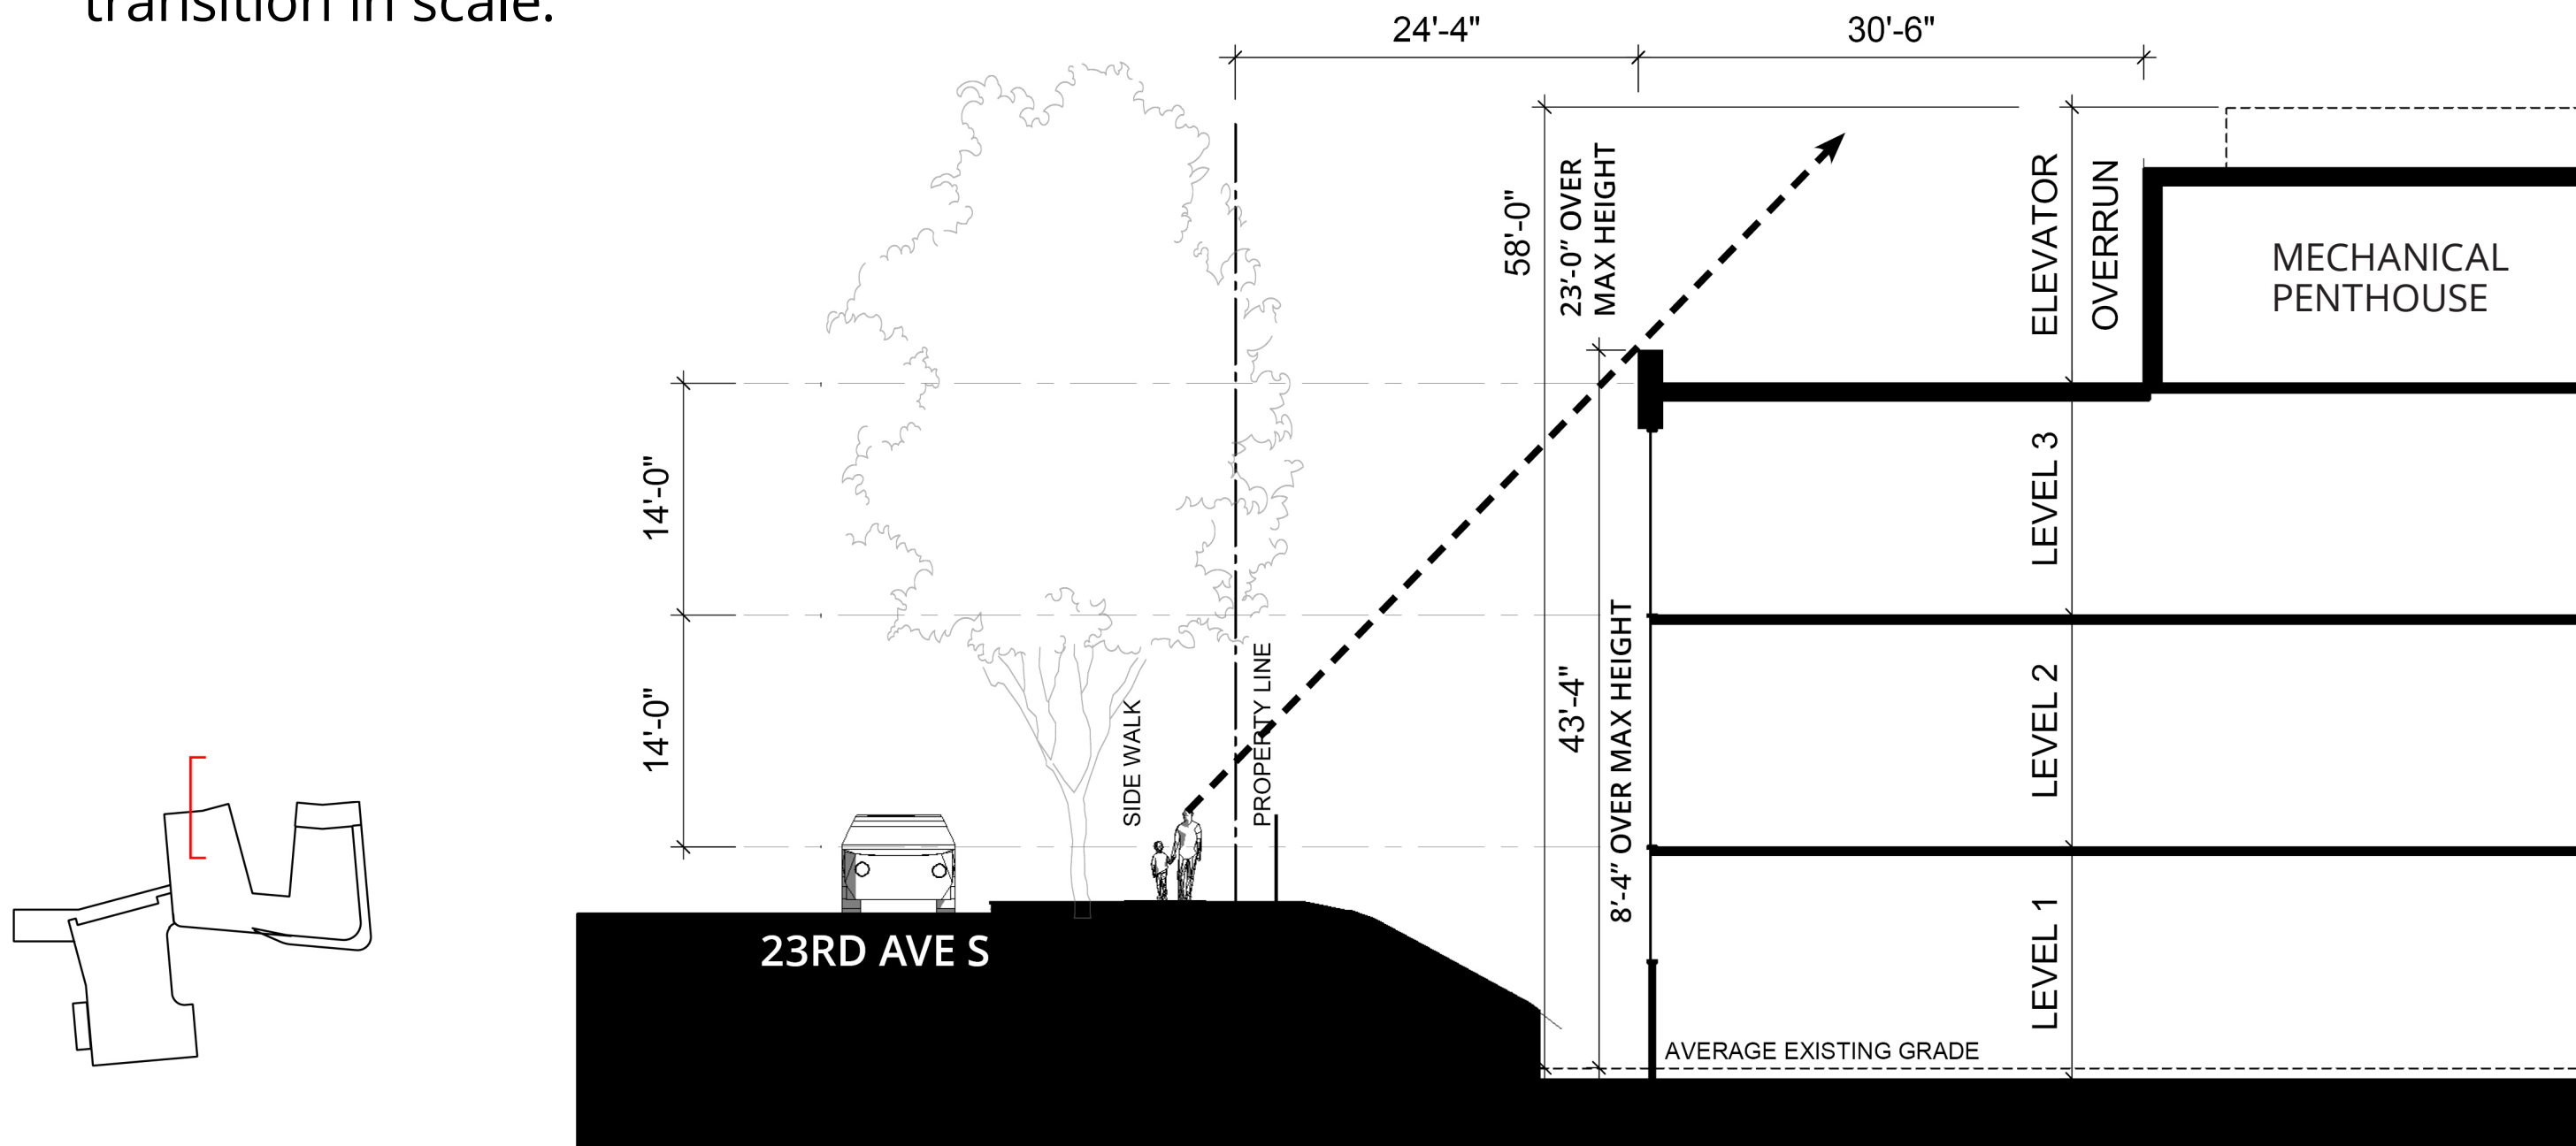 transition in scale.
24'-4"
30'-6"
58'-0"
23'-0” OVER
MAX HEIGHT
ELEVATOR
OVERRUN
MECHANICAL
PENTHOUSE
14'-0"
LEVEL 3
14'-0"
SIDE WALK
PROPERTY LINE
43'-4"
8'-4” OVER MAX HEIGHT
LEVEL 2
23RD AVE S
LEVEL 1
AVERAGE EXISTING GRADE